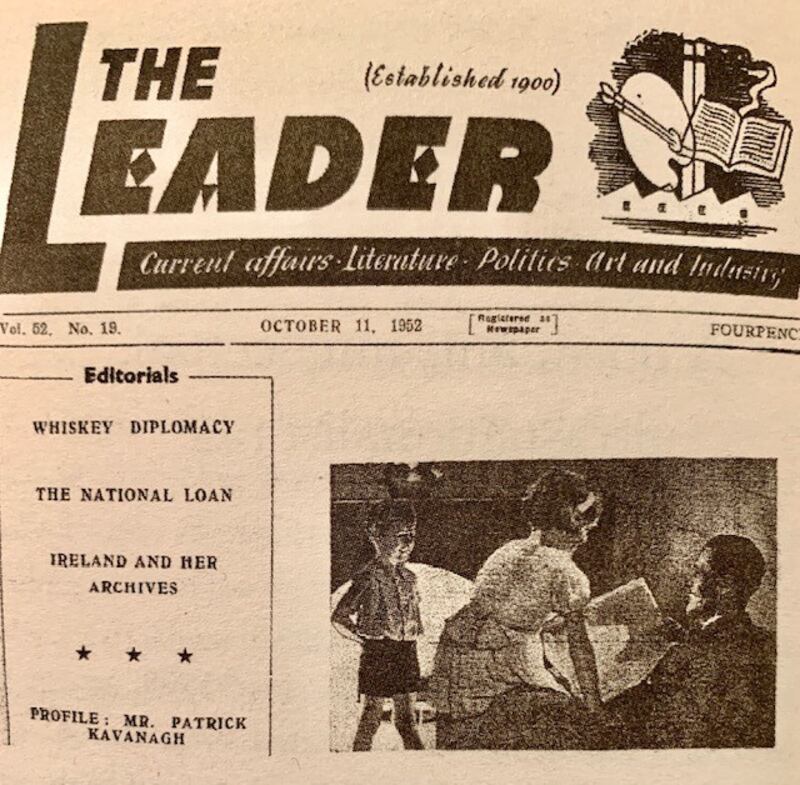 THE
LEADER
(Established 1900)
Current affairs · Literature · Politics · Art and Industry
Vol. 52. No. 19.
OCTOBER 11, 1952
[Registered as
Newspaper]
FOURPENC
Editorials
WHISKEY DIPLOMACY
THE NATIONAL LOAN
IRELAND AND HER
ARCHIVES
★ ★ ★
PROFILE: MR. PATRICK
KAVANAGH